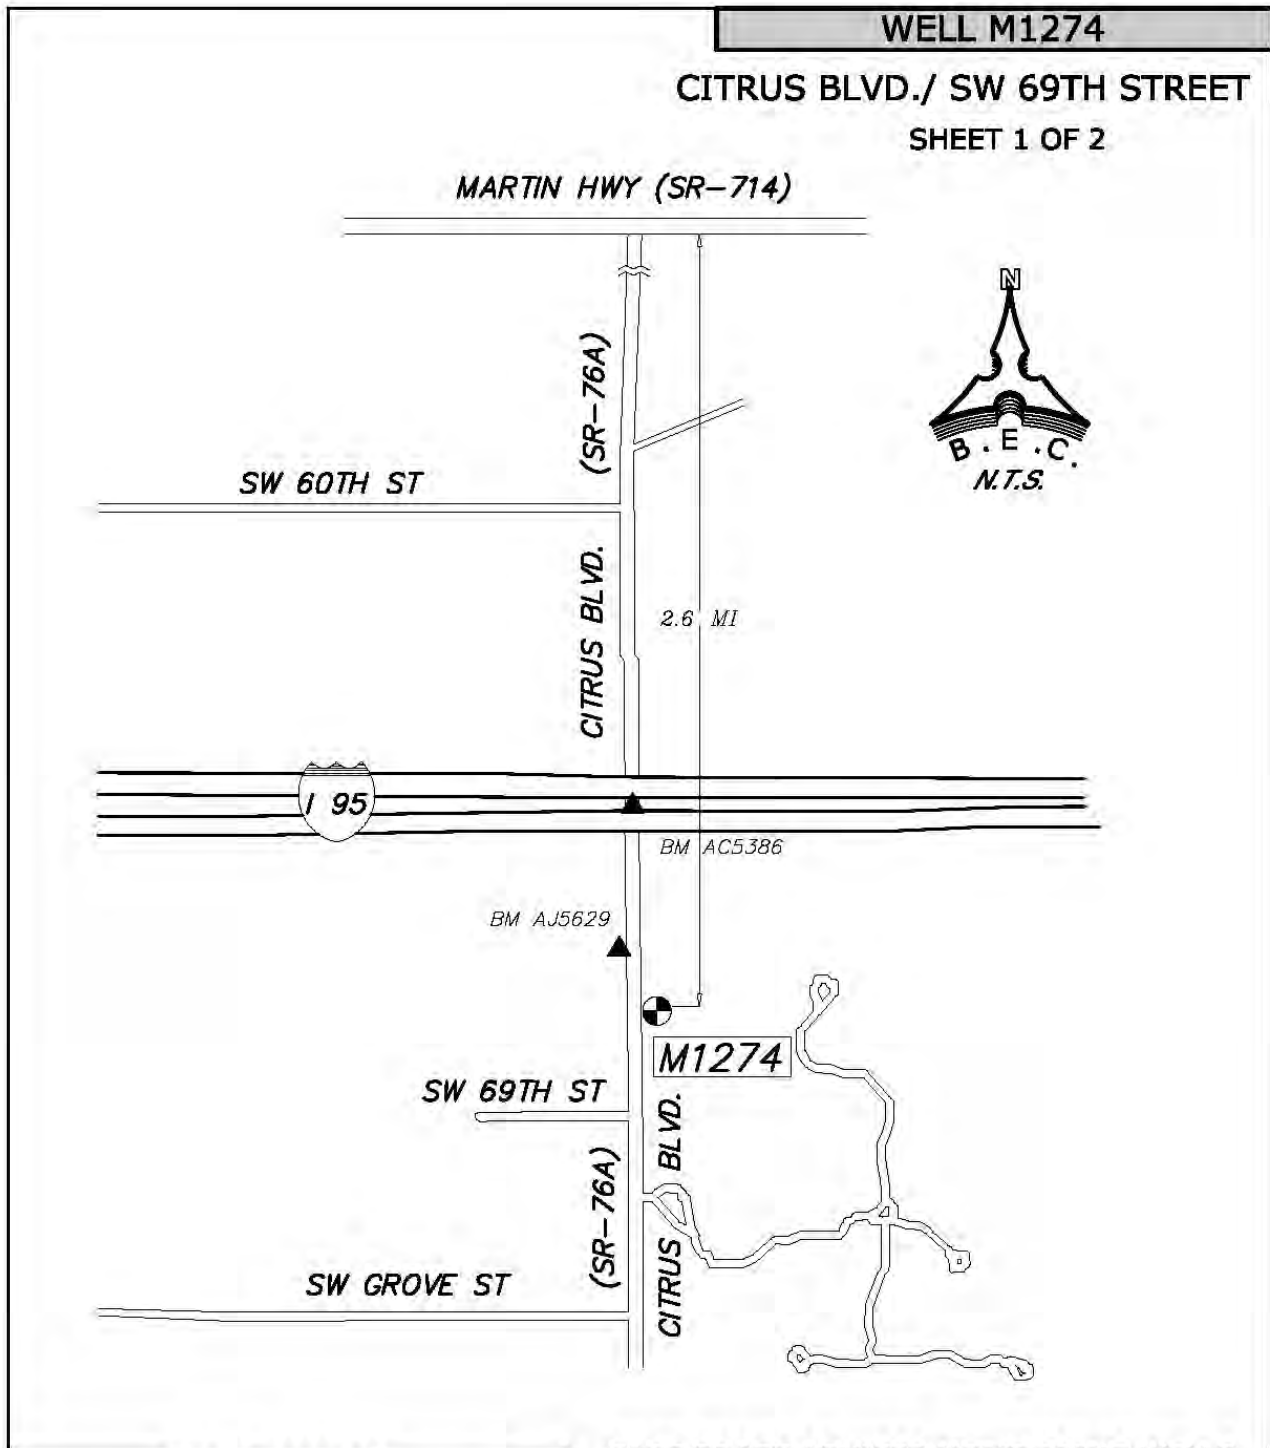 WELL M1274
CITRUS BLVD./ SW 69TH STREET
SHEET 1 OF 2
MARTIN HWY (SR-714)
N
(SR-76A)
B. E. C.
N.T.S.
SW 60TH ST
CITRUS BLVD.
2.6 MI
I 95
BM AC5386
BM AJ5629
M1274
SW 69TH ST
CITRUS BLVD.
(SR-76A)
SW GROVE ST